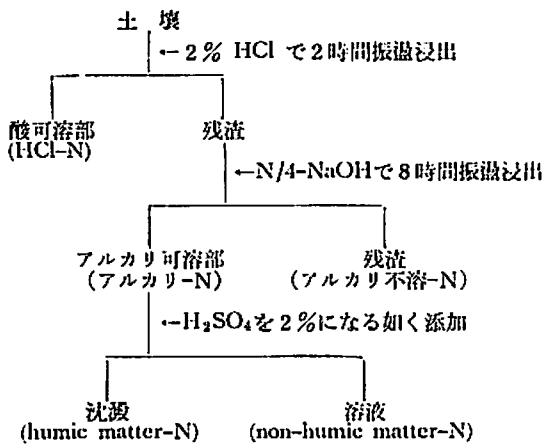 土壌
←2% HClで2時間振盪浸出
酸可溶部
(HCl-N)
残渣
←N/4-NaOHで8時間振盪浸出
アルカリ可溶部
(アルカリ-N)
残渣
(アルカリ不溶-N)
←H₂SO₄を2%になる如く添加
沈澱
(humic matter-N)
溶液
(non-humic matter-N)